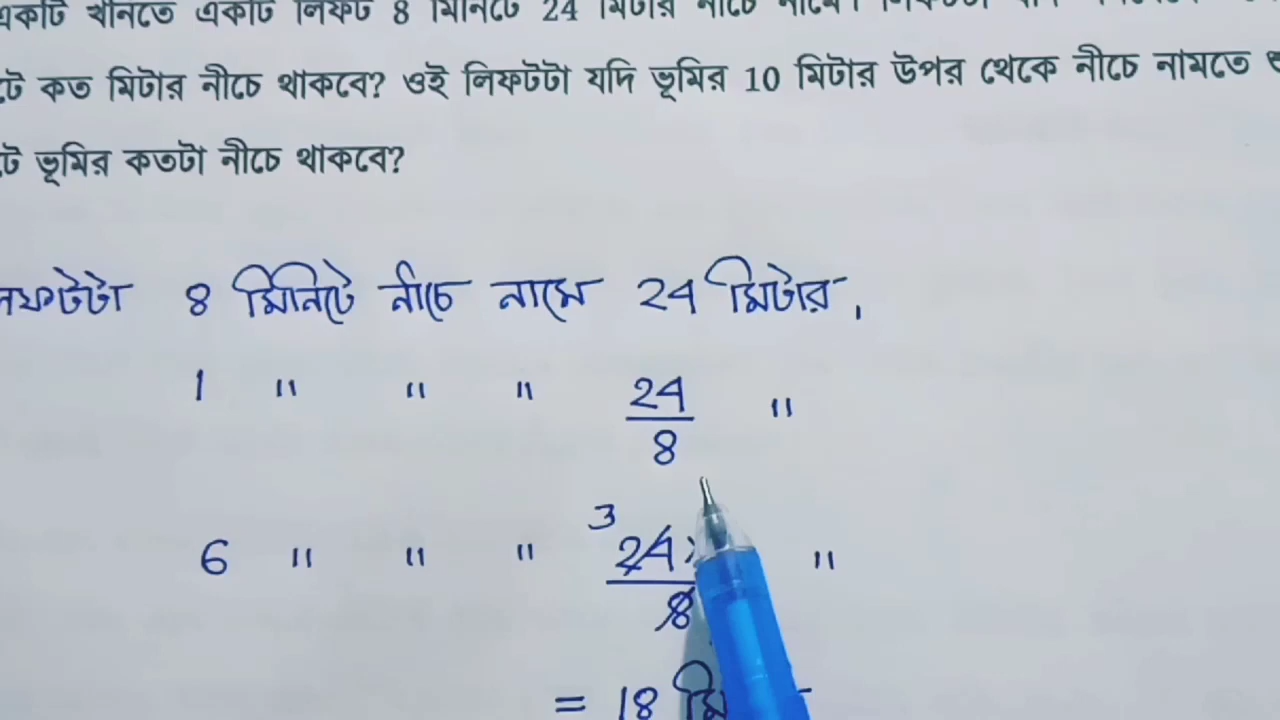 একটি খনিতে একটি লিফট 8 মিনিটে 24 মিটার নীচে নামে।
টে কত মিটার নীচে থাকবে? ওই লিফটটা যদি ভূমির 10 মিটার উপর থেকে নীচে নামতে
টে ভূমির কতটা নীচে থাকবে?
লিফটটা 8 মিনিটে নীচে নামে 24 মিটার,
1 " " " 24/8 "
6 " " " 3 24 / 8 "
= 18